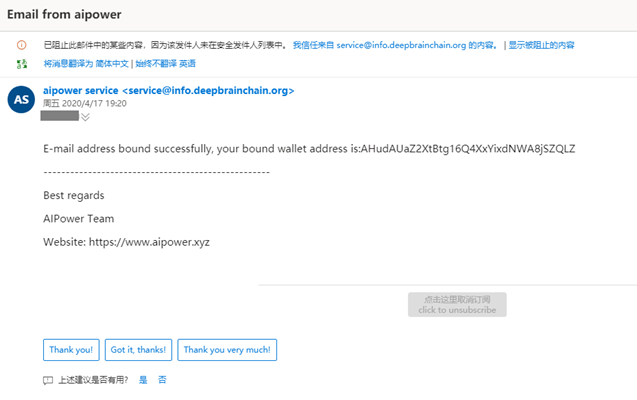 Email from aipower
已阻止此邮件中的某些内容，因为该发件人未在安全发件人列表中。 我信任来自 service@info.deepbrainchain.org 的内容。 | 显示被阻止的内容
将消息翻译为 简体中文 | 始终不翻译 英语
AS
aipower service <service@info.deepbrainchain.org>
周五 2020/4/17 19:20
E-mail address bound successfully, your bound wallet address is:AHudAUaZ2XtBtg16Q4XxYixdNWA8jSZQLZ
------------------------------------------------
Best regards
AIPower Team
Website: https://www.aipower.xyz
点击这里取消订阅
click to unsubscribe
Thank you! Got it, thanks! Thank you very much!
上述建议是否有用? 是 否